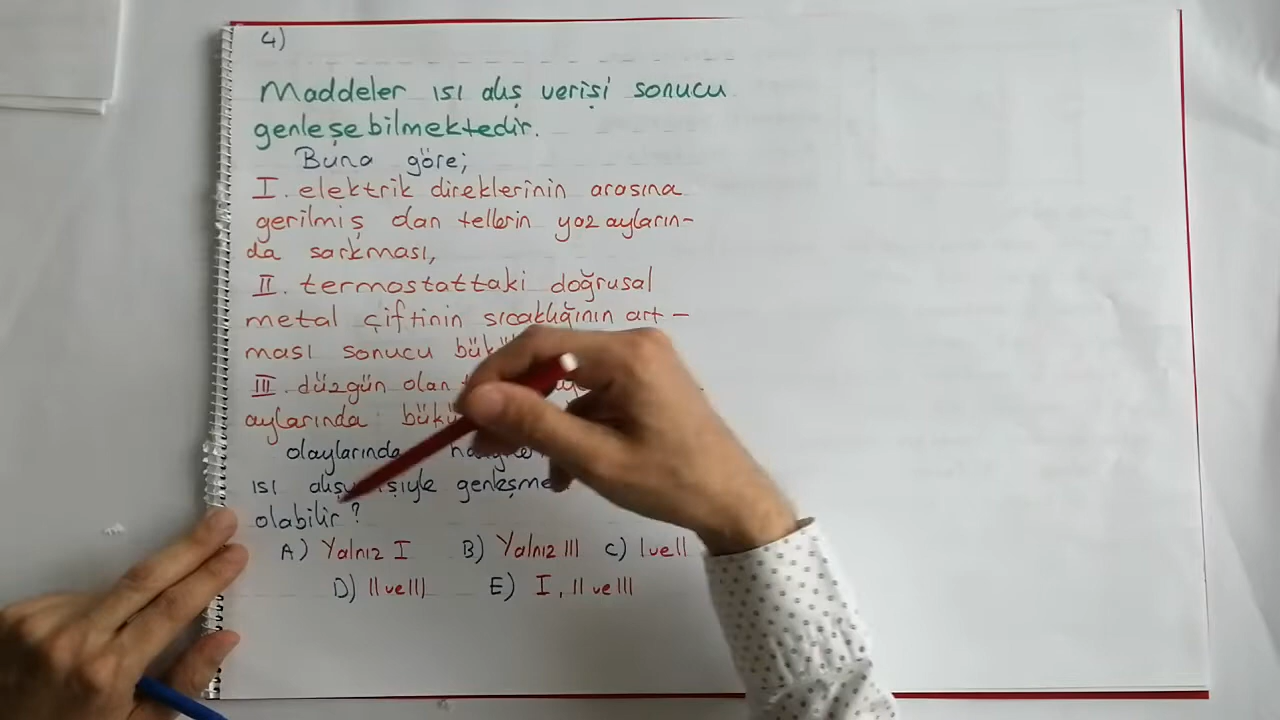 4)
Maddeler ısı alış verişi sonucu
genleşebilmektedir.
Buna göre;
I. elektrik direklerinin arasına
gerilmiş olan tellerin yaz ayların-
da sarkması,
II. termostattaki doğrusal
metal çiftinin sıcaklığının art-
ması sonucu
III. düzgün olan
aylarında
olaylarında
ısı genleşme
olabilir?
A) Yalnız I B) Yalnız III C) I ve II
D) II ve III E) I, II ve III